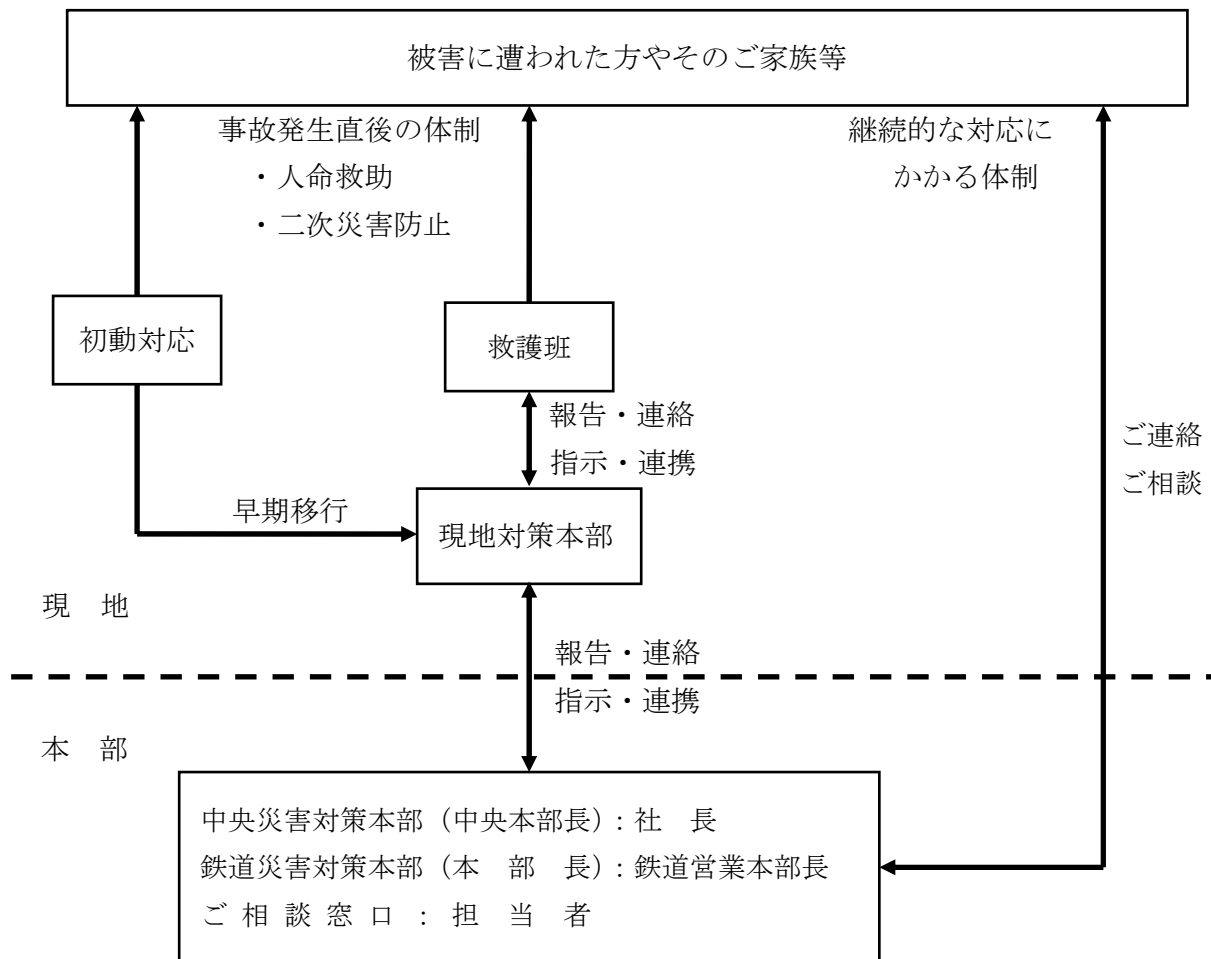 被害に遭われた方やそのご家族等
事故発生直後の体制
・人命救助
・二次災害防止
継続的な対応に
かかる体制
初動対応
救護班
報告・連絡
指示・連携
ご連絡
ご相談
早期移行
現地対策本部
現　地
報告・連絡
指示・連携
本　部
中央災害対策本部（中央本部長）：社　長
鉄道災害対策本部（本　部　長）：鉄道営業本部長
ご 相 談 窓 口 ： 担　当　者